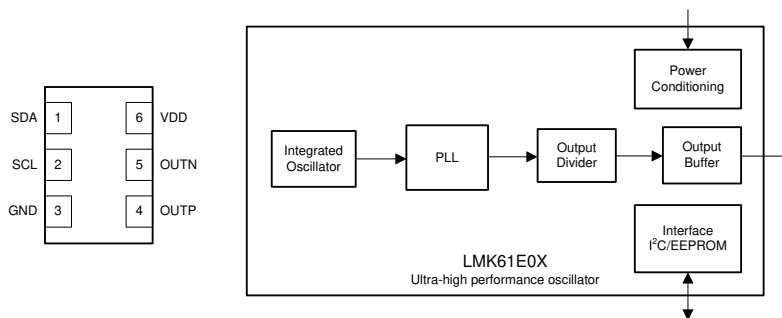 SDA 1 6 VDD
SCL 2 5 OUTN
GND 3 4 OUTP
Power
Conditioning
Integrated
Oscillator
PLL
Output
Divider
Output
Buffer
Interface
I²C/EEPROM
LMK61E0X
Ultra-high performance oscillator